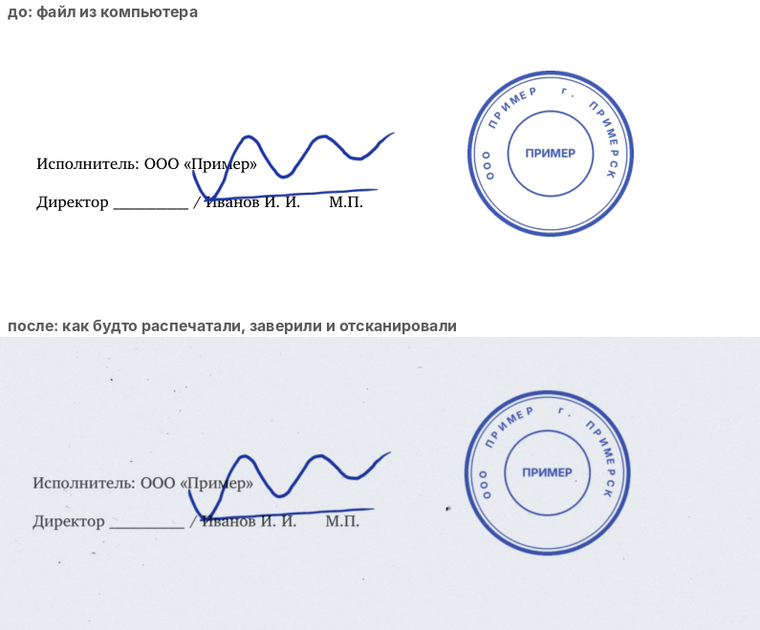 до: файл из компьютера
ООО ПРИМЕР г. ПРИМЕРСК
ПРИМЕР
Исполнитель: ООО «Пример»
Директор __________ / Иванов И. И. М.П.
после: как будто распечатали, заверили и отсканировали
ООО ПРИМЕР г. ПРИМЕРСК
ПРИМЕР
Исполнитель: ООО «Пример»
Директор __________ / Иванов И. И. М.П.